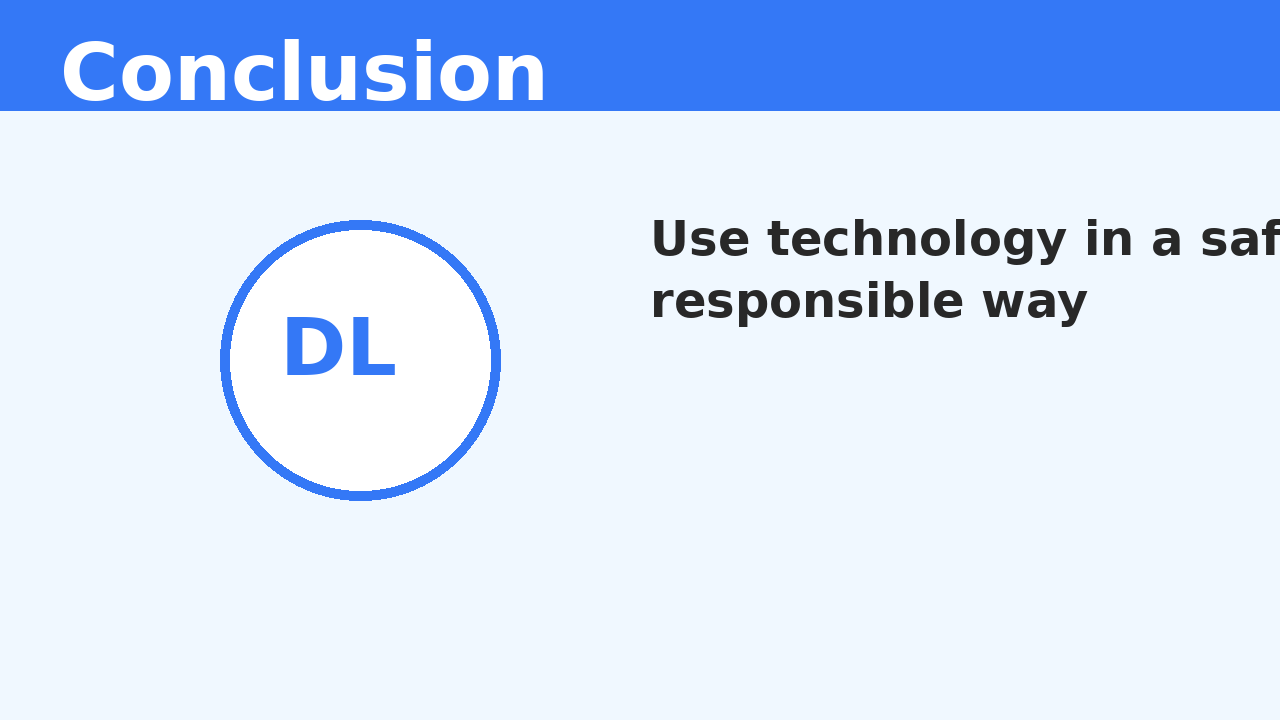 Conclusion
DL
Use technology in a saf
responsible way